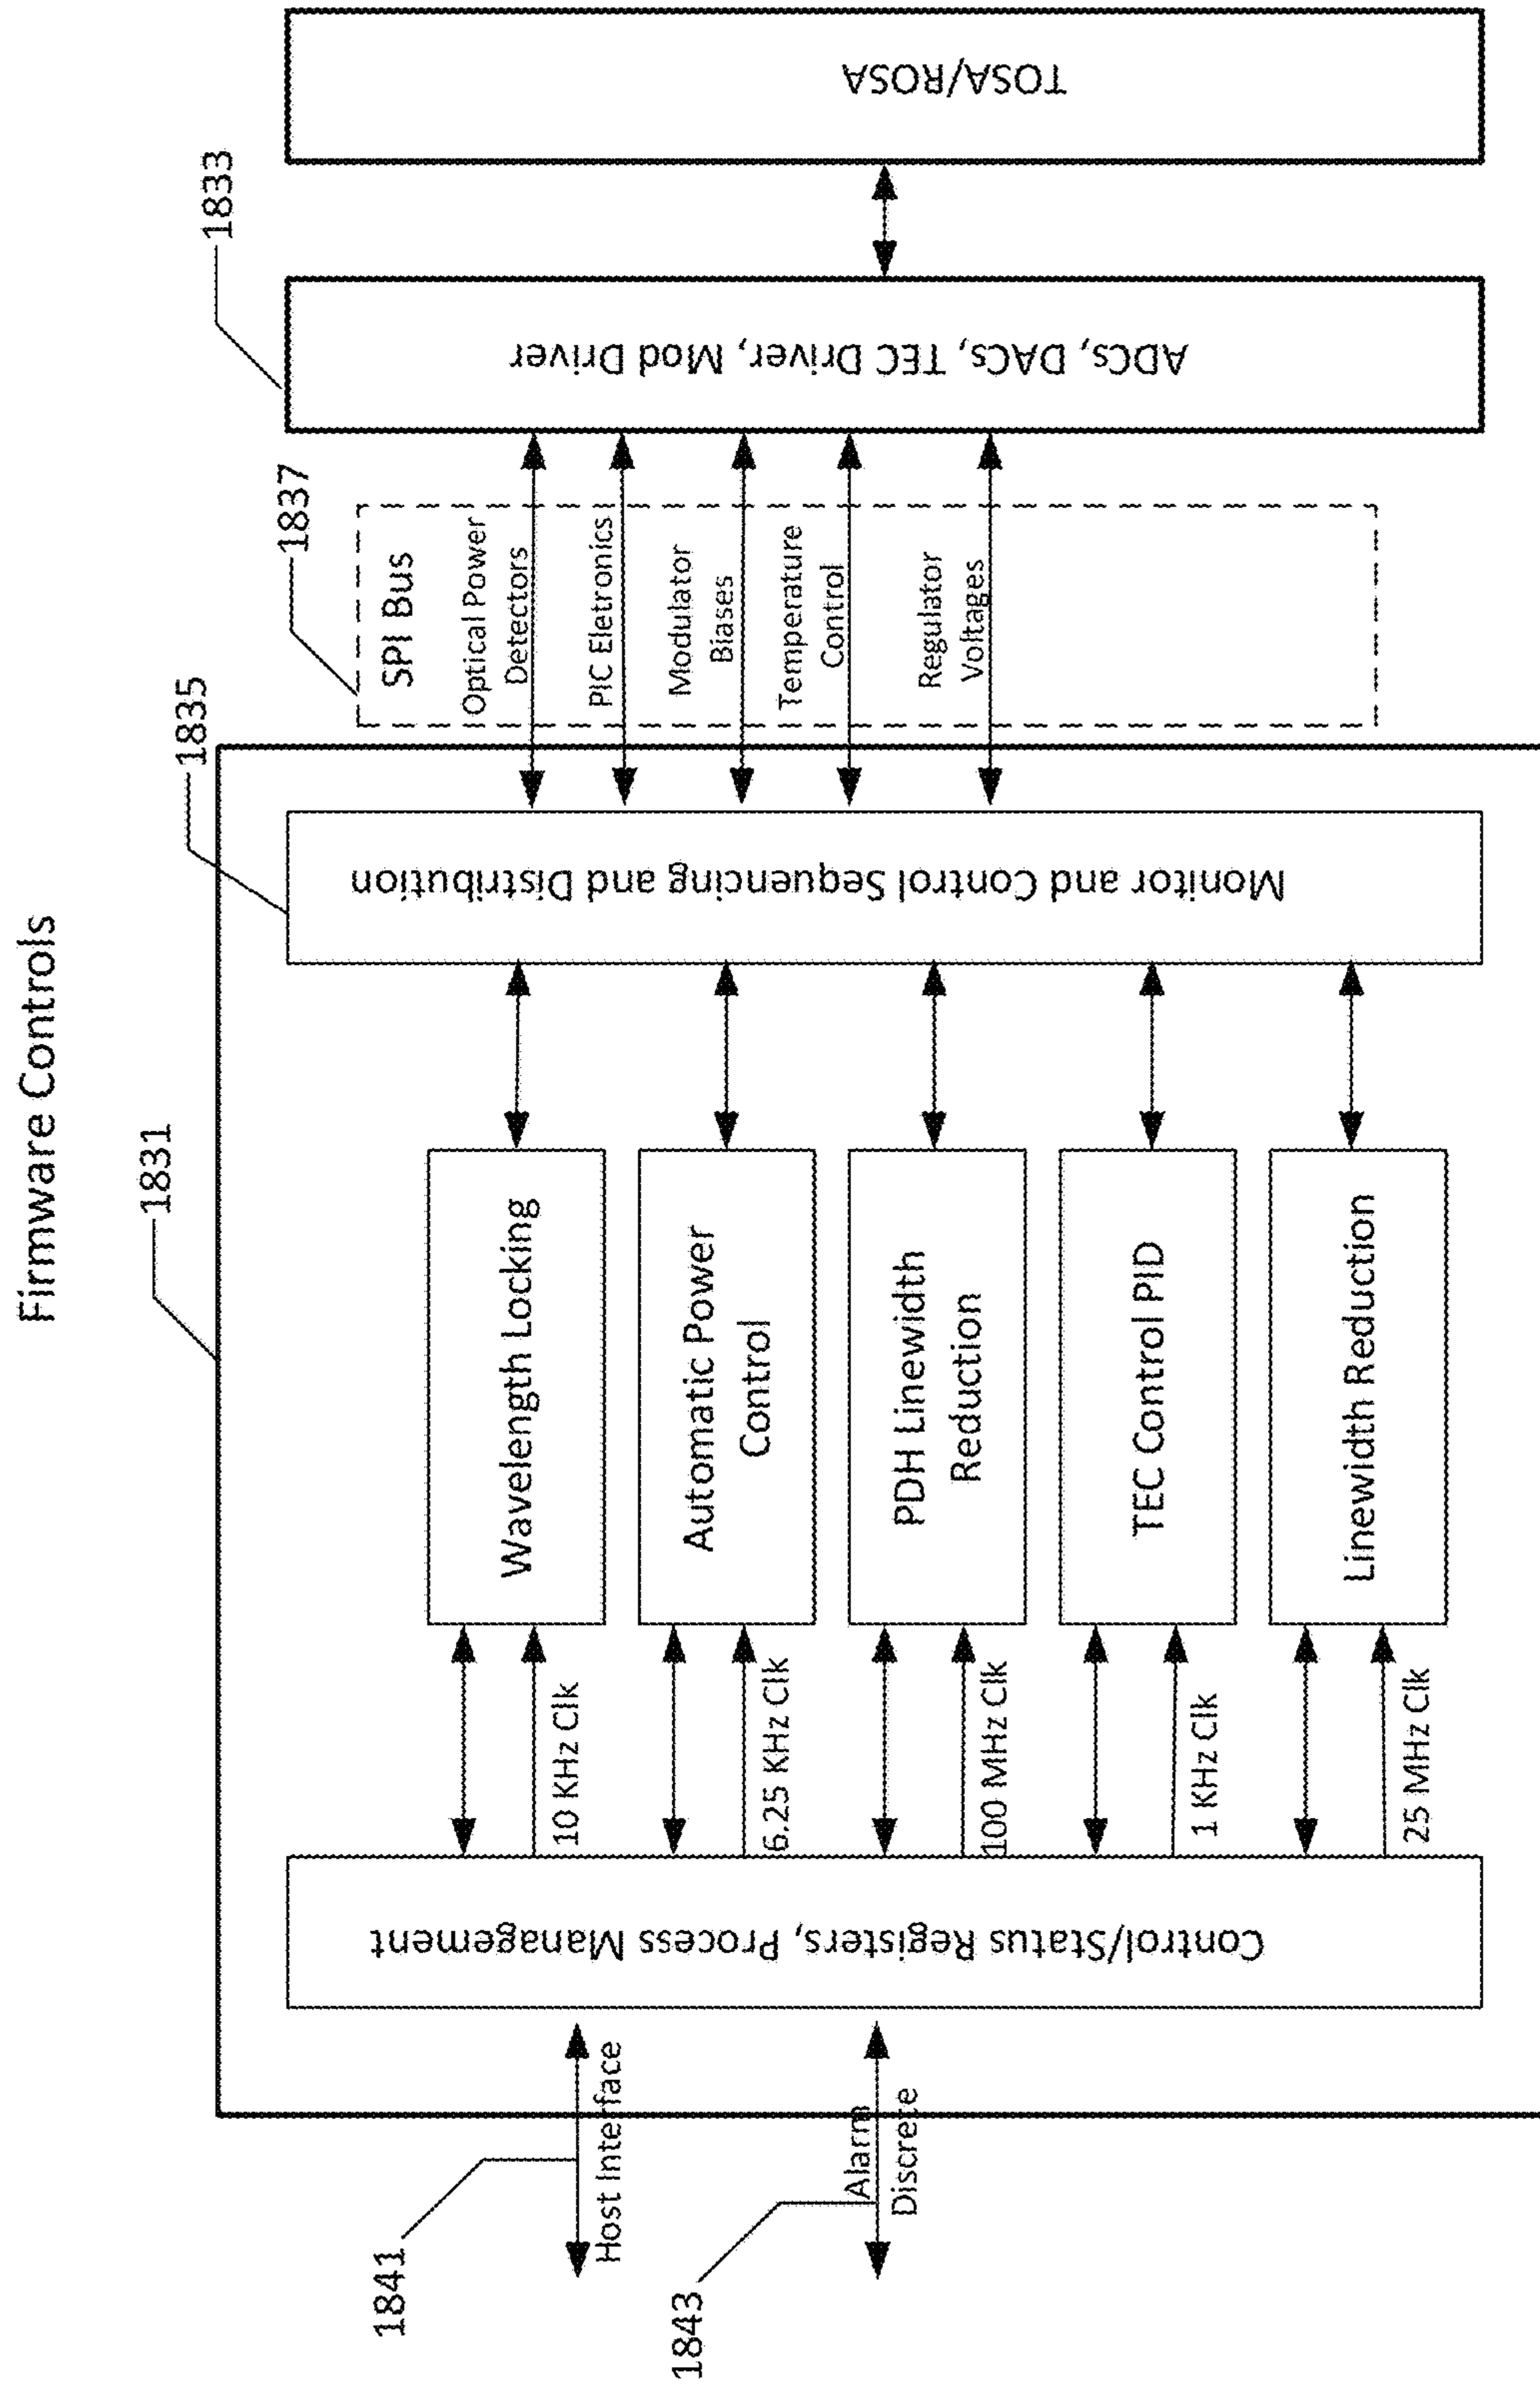 Firmware Controls
1831
1835
1837
1833
1841
Host Interface
1843
Alarm
Discrete
Control/Status Registers, Process Management
10 KHz Clk
6.25 KHz Clk
100 MHz Clk
1 KHz Clk
25 MHz Clk
Wavelength Locking
Automatic Power
Control
PDH Linewidth
Reduction
TEC Control PID
Linewidth Reduction
Monitor and Control Sequencing and Distribution
SPI Bus
Optical Power
Detectors
PIC Eletronics
Modulator
Biases
Temperature
Control
Regulator
Voltages
ADCs, DACs, TEC Driver, Mod Driver
TOSA/ROSA